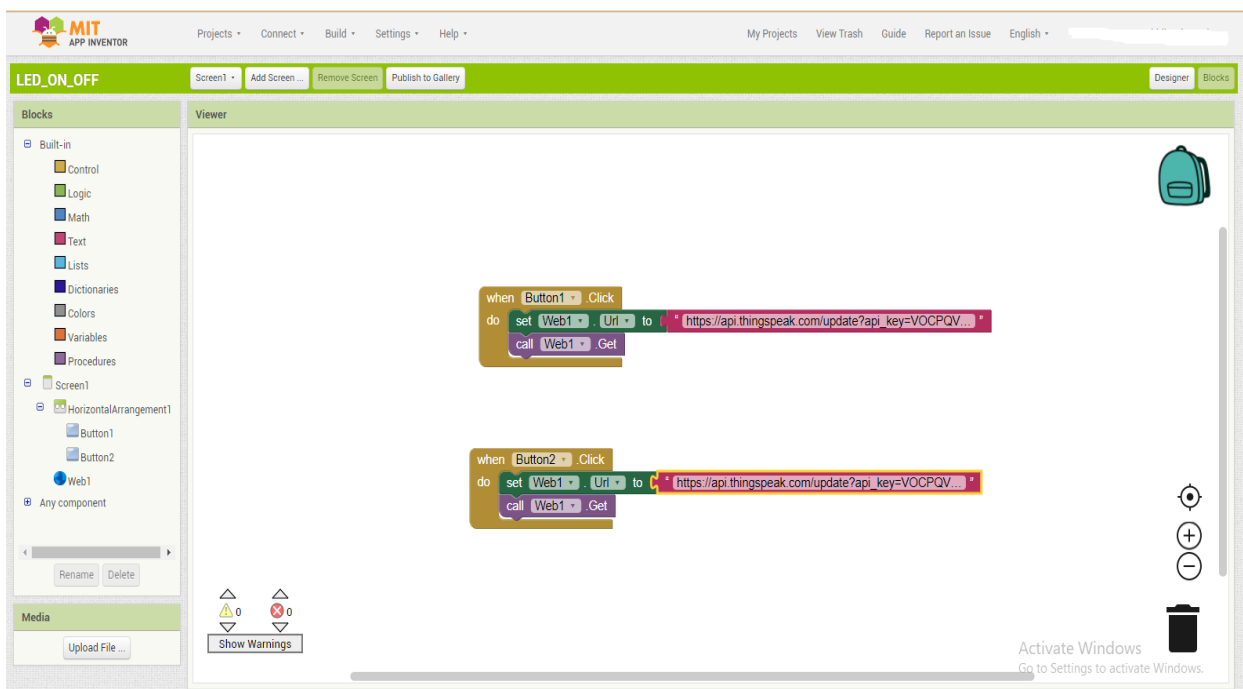 MIT
APP INVENTOR
Projects Connect Build Settings Help My Projects View Trash Guide Report an Issue English
LED_ON_OFF Screen1 Add Screen ... Remove Screen Publish to Gallery Designer Blocks
Blocks Viewer
Built-in
Control
Logic
Math
Text
Lists
Dictionaries
Colors
Variables
Procedures
Screen1
HorizontalArrangement1
Button1
Button2
Web1
Any component
Rename Delete
Media
Upload File ...
when Button1 .Click
do set Web1 . Url to “ https://api.thingspeak.com/update?api_key=VOCPQV... ”
call Web1 .Get
when Button2 .Click
do set Web1 . Url to “ https://api.thingspeak.com/update?api_key=VOCPQV... ”
call Web1 .Get
0 0
Show Warnings
Activate Windows
Go to Settings to activate Windows.